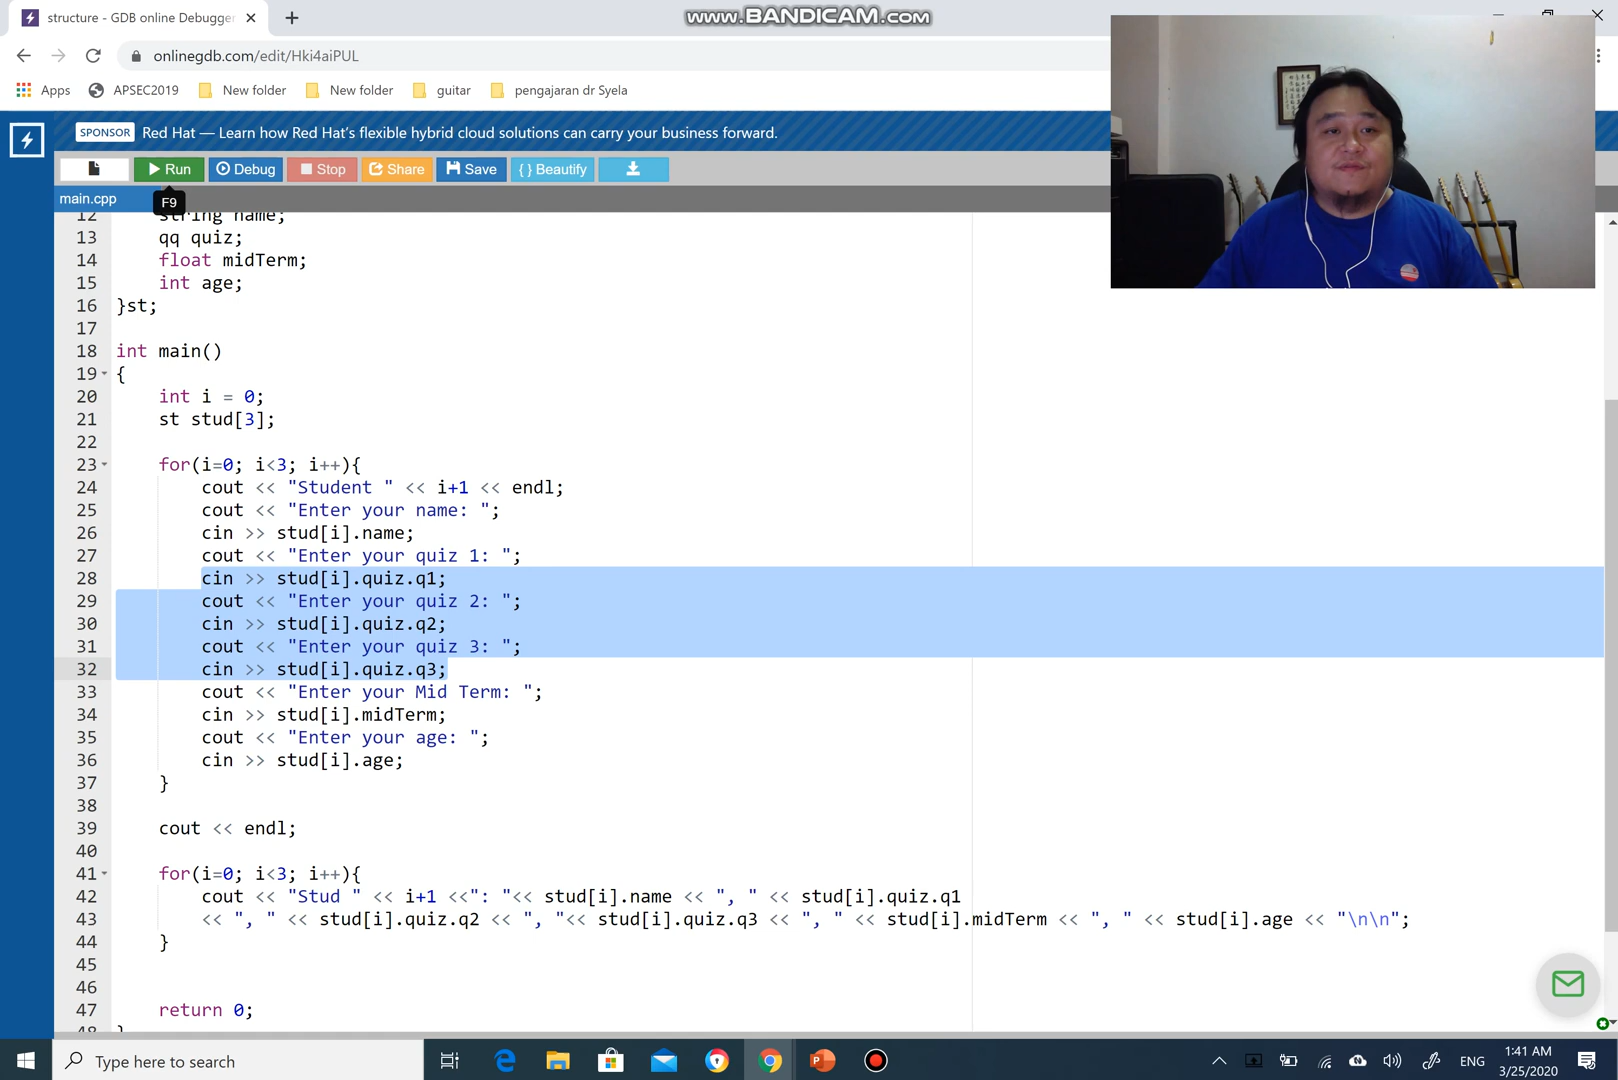 structure - GDB online Debugger
www.BANDICAM.com
onlinegdb.com/edit/Hki4aiPUL
Apps
APSEC2019
New folder
New folder
guitar
pengajaran dr Syela
SPONSOR Red Hat — Learn how Red Hat's flexible hybrid cloud solutions can carry your business forward.
Run
Debug
Stop
Share
Save
{ } Beautify
main.cpp
F9
12 string name;
13 qq quiz;
14 float midTerm;
15 int age;
16 }st;
17
18 int main()
19 {
20 int i = 0;
21 st stud[3];
22
23 for(i=0; i<3; i++){
24 cout << "Student " << i+1 << endl;
25 cout << "Enter your name: ";
26 cin >> stud[i].name;
27 cout << "Enter your quiz 1: ";
28 cin >> stud[i].quiz.q1;
29 cout << "Enter your quiz 2: ";
30 cin >> stud[i].quiz.q2;
31 cout << "Enter your quiz 3: ";
32 cin >> stud[i].quiz.q3;
33 cout << "Enter your Mid Term: ";
34 cin >> stud[i].midTerm;
35 cout << "Enter your age: ";
36 cin >> stud[i].age;
37 }
38
39 cout << endl;
40
41 for(i=0; i<3; i++){
42 cout << "Stud " << i+1 <<": "<< stud[i].name << ", " << stud[i].quiz.q1
43 << ", " << stud[i].quiz.q2 << ", "<< stud[i].quiz.q3 << ", " << stud[i].midTerm << ", " << stud[i].age << "\n\n";
44 }
45
46
47 return 0;
48 }
Type here to search
ENG
1:41 AM
3/25/2020